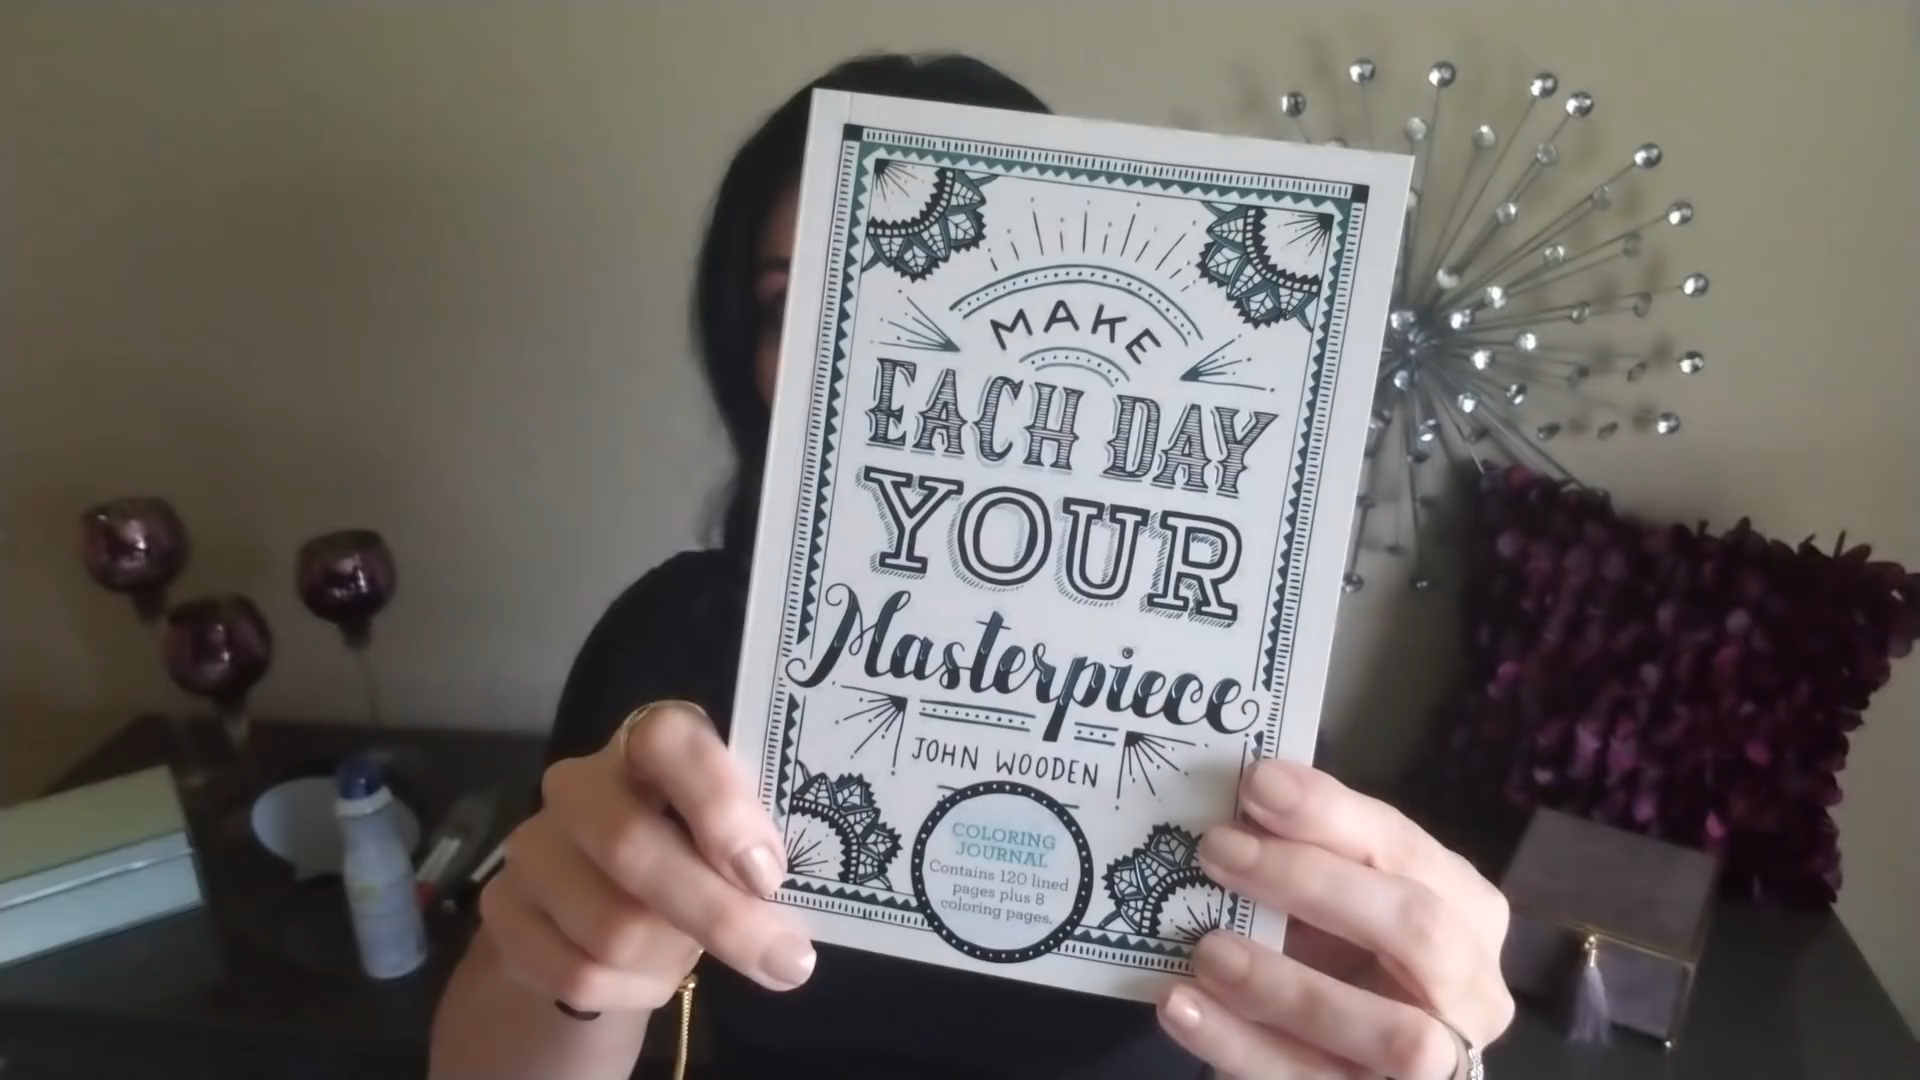 MAKE
EACH DAY
YOUR
Masterpiece
JOHN WOODEN
COLORING
JOURNAL
Contains 120 lined
pages plus 8
coloring pages.